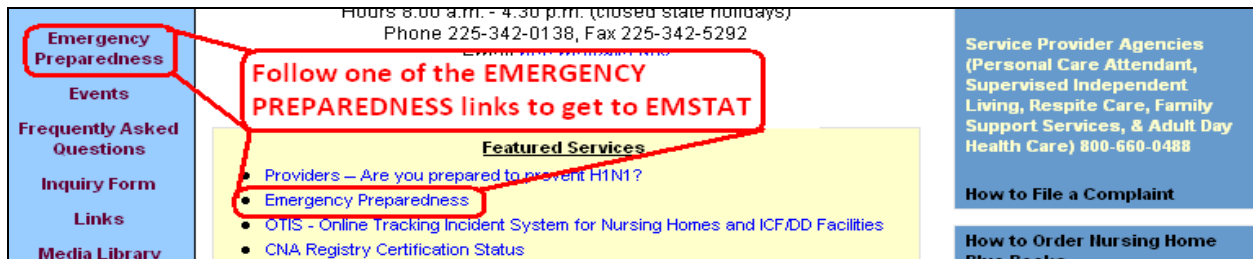 Hours 8:00 a.m. - 4:30 p.m. (closed state holidays)
Phone 225-342-0138, Fax 225-342-5292
Emergency
Preparedness
Events
Frequently Asked
Questions
Inquiry Form
Links
Media Library
Follow one of the EMERGENCY
PREPAREDNESS links to get to EMSTAT
Featured Services
• Providers – Are you prepared to prevent H1N1?
• Emergency Preparedness
• OTIS - Online Tracking Incident System for Nursing Homes and ICF/DD Facilities
• CNA Registry Certification Status
Service Provider Agencies
(Personal Care Attendant,
Supervised Independent
Living, Respite Care, Family
Support Services, & Adult Day
Health Care) 800-660-0488
How to File a Complaint
How to Order Nursing Home